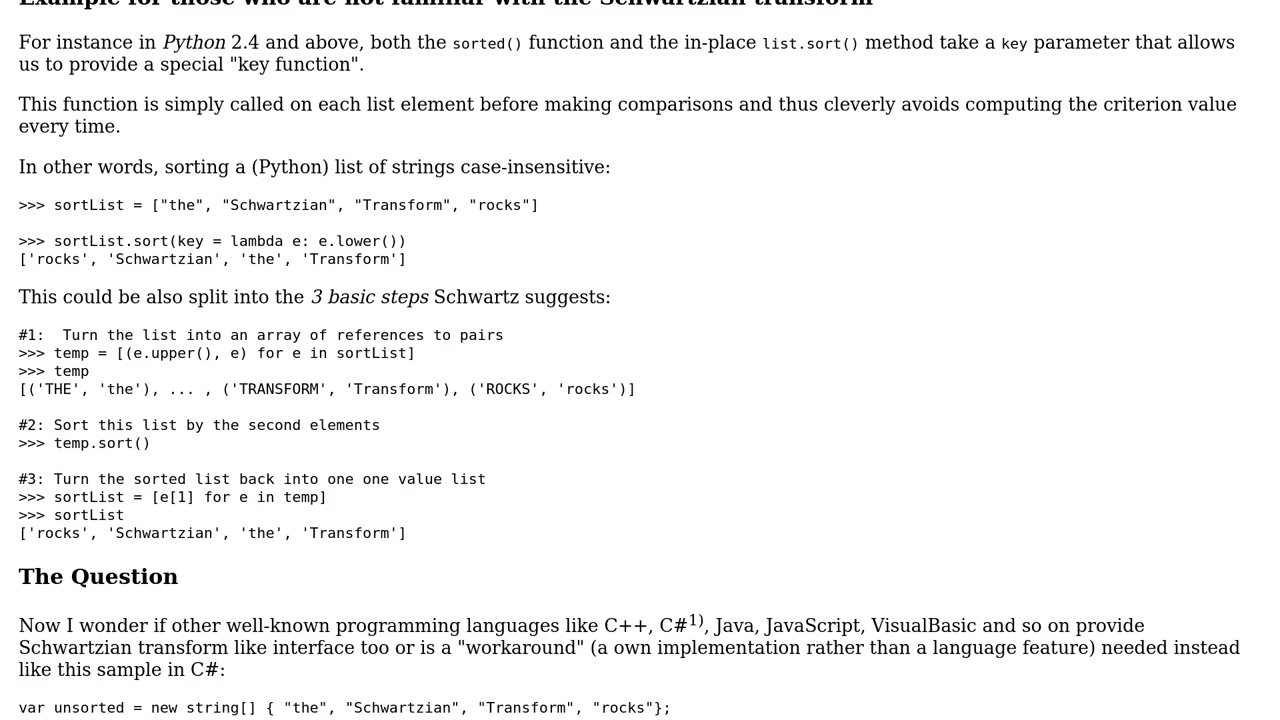 Example for those who are not familiar with the Schwartzian transform
For instance in Python 2.4 and above, both the sorted() function and the in-place list.sort() method take a key parameter that allows
us to provide a special "key function".
This function is simply called on each list element before making comparisons and thus cleverly avoids computing the criterion value
every time.
In other words, sorting a (Python) list of strings case-insensitive:
>>> sortList = ["the", "Schwartzian", "Transform", "rocks"]
>>> sortList.sort(key = lambda e: e.lower())
['rocks', 'Schwartzian', 'the', 'Transform']
This could be also split into the 3 basic steps Schwartz suggests:
#1:  Turn the list into an array of references to pairs
>>> temp = [(e.upper(), e) for e in sortList]
>>> temp
[('THE', 'the'), ... , ('TRANSFORM', 'Transform'), ('ROCKS', 'rocks')]
#2: Sort this list by the second elements
>>> temp.sort()
#3: Turn the sorted list back into one one value list
>>> sortList = [e[1] for e in temp]
>>> sortList
['rocks', 'Schwartzian', 'the', 'Transform']
The Question
Now I wonder if other well-known programming languages like C++, C#1), Java, JavaScript, VisualBasic and so on provide
Schwartzian transform like interface too or is a "workaround" (a own implementation rather than a language feature) needed instead
like this sample in C#:
var unsorted = new string[] { "the", "Schwartzian", "Transform", "rocks"};